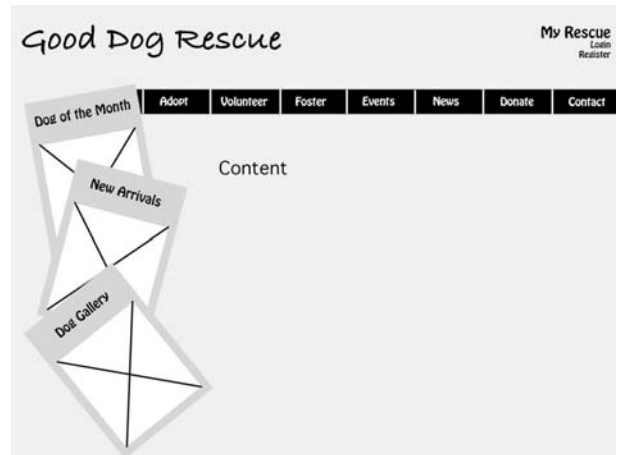 Good Dog Rescue
My Rescue
Login
Register
Dog of the Month
Adopt
Volunteer
Foster
Events
News
Donate
Contact
New Arrivals
Content
Dog Gallery